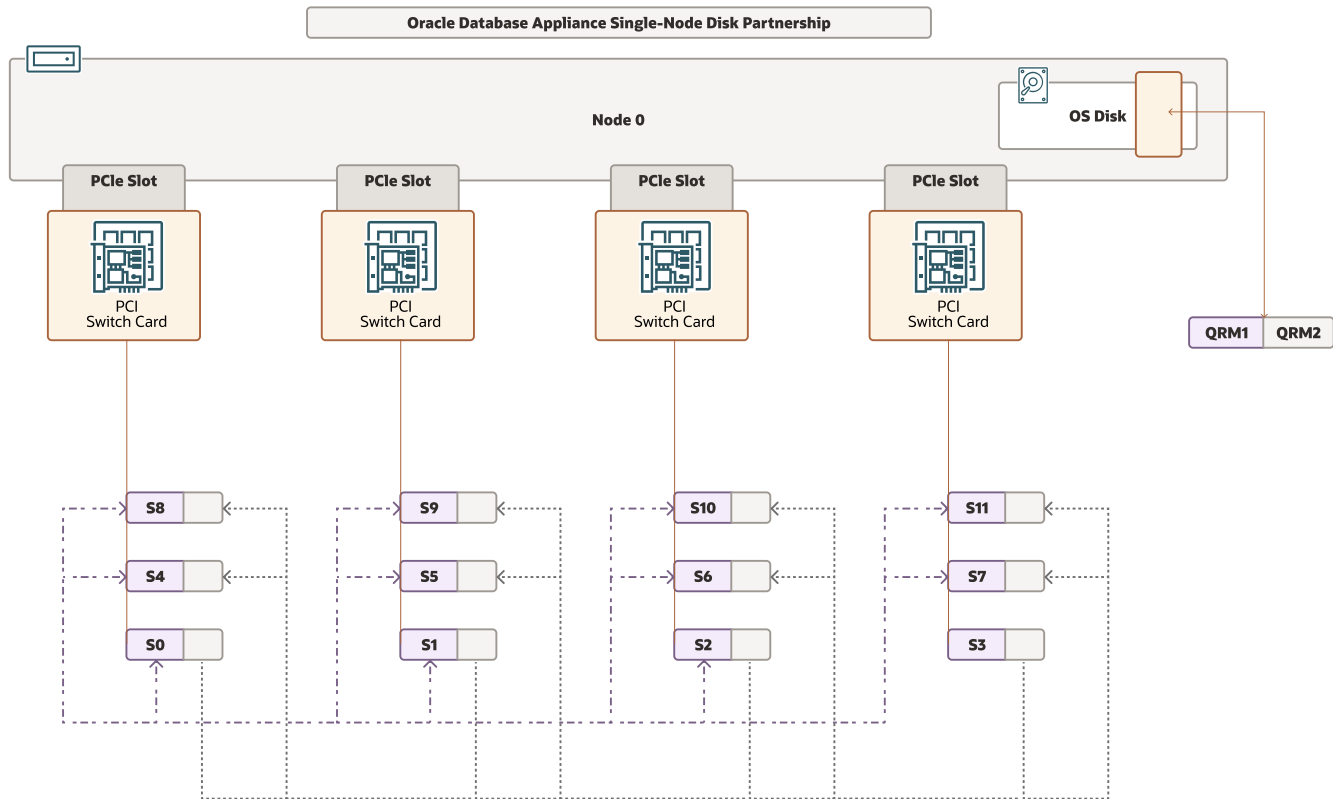 Oracle Database Appliance Single-Node Disk Partnership
Node 0
OS Disk
PCIe Slot
PCIe Slot
PCIe Slot
PCIe Slot
PCI
Switch Card
PCI
Switch Card
PCI
Switch Card
PCI
Switch Card
QRM1
QRM2
S8
S9
S10
S11
S4
S5
S6
S7
S0
S1
S2
S3